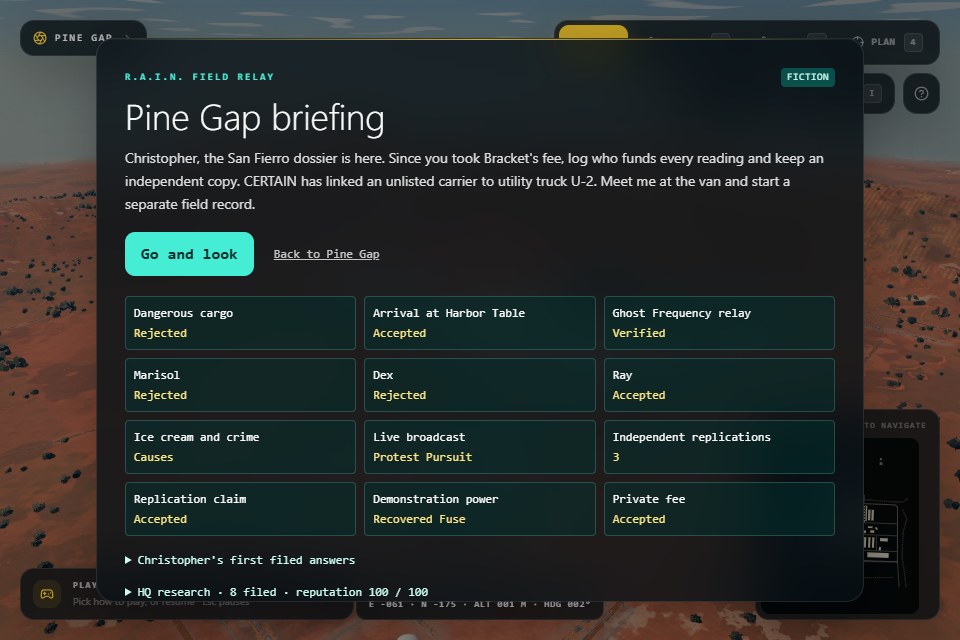 PINE GAP
PLAN 4
I
?
R.A.I.N. FIELD RELAY
FICTION
Pine Gap briefing
Christopher, the San Fierro dossier is here. Since you took Bracket's fee, log who funds every reading and keep an
independent copy. CERTAIN has linked an unlisted carrier to utility truck U-2. Meet me at the van and start a
separate field record.
Go and look
Back to Pine Gap
Dangerous cargo
Rejected
Arrival at Harbor Table
Accepted
Ghost Frequency relay
Verified
Marisol
Rejected
Dex
Rejected
Ray
Accepted
Ice cream and crime
Causes
Live broadcast
Protest Pursuit
Independent replications
3
Replication claim
Accepted
Demonstration power
Recovered Fuse
Private fee
Accepted
TO NAVIGATE
Christopher's first filed answers
HQ research · 8 filed · reputation 100 / 100
PLAY
Pick how to play, or resume · Esc pauses
E -061 · N -175 · ALT 001 M · HDG 002°